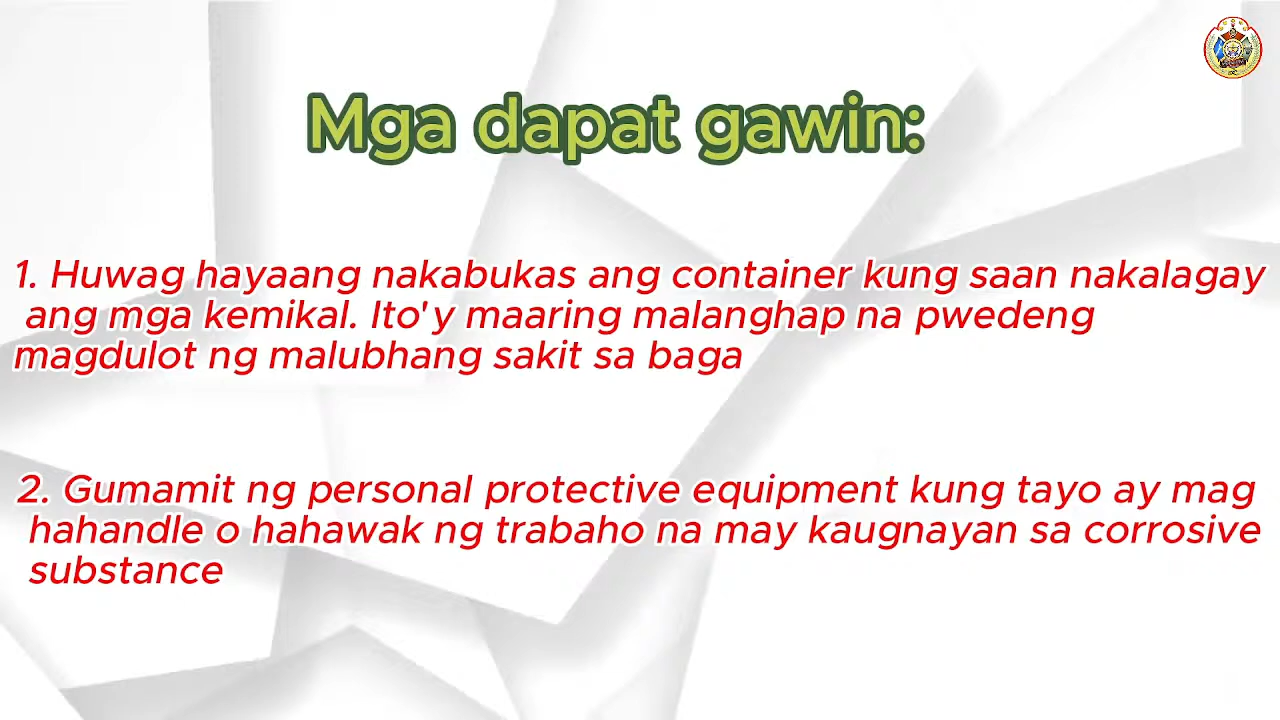 Mga dapat gawin:
1. Huwag hayaang nakabukas ang container kung saan nakalagay
ang mga kemikal. Ito'y maaring malanghap na pwedeng
magdulot ng malubhang sakit sa baga
2. Gumamit ng personal protective equipment kung tayo ay mag
hahandle o hahawak ng trabaho na may kaugnayan sa corrosive
substance